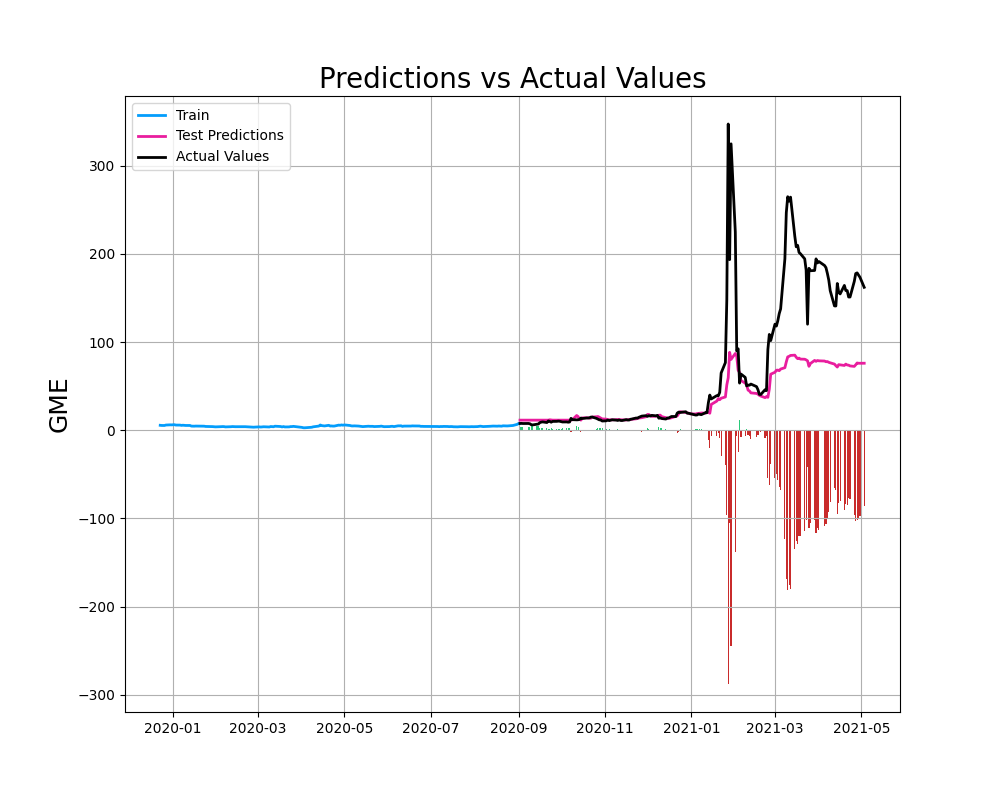 Predictions vs Actual Values
Train
Test Predictions
Actual Values
300
200
100
0
−100
−200
−300
GME
2020-01 2020-03 2020-05 2020-07 2020-09 2020-11 2021-01 2021-03 2021-05